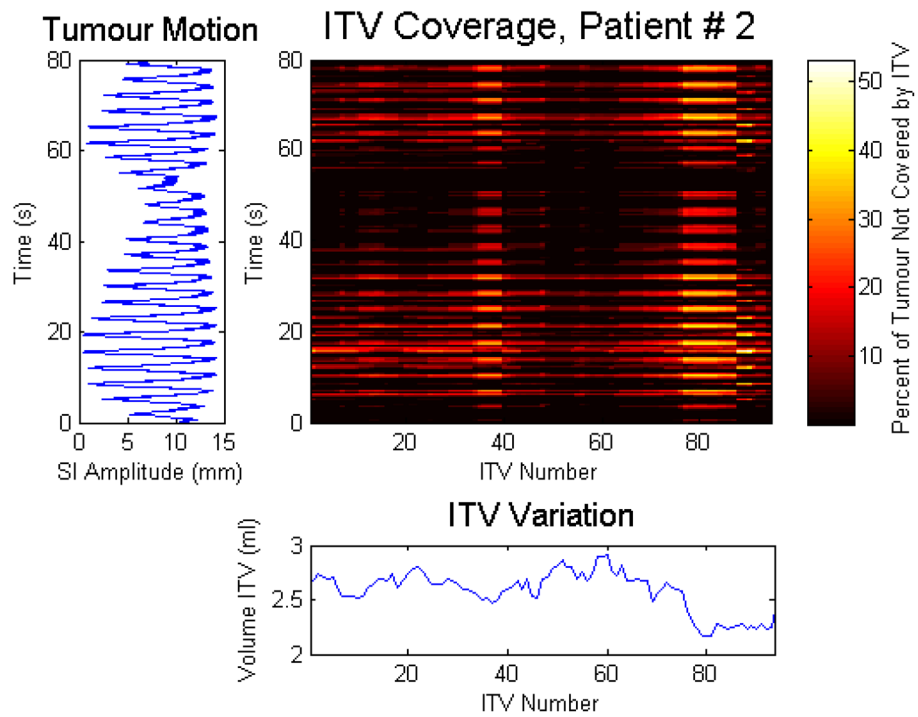 Tumour Motion
80
60
40
20
0
Time (s)
0 5 10 15
SI Amplitude (mm)
ITV Coverage, Patient # 2
80
60
40
20
0
Time (s)
20 40 60 80
ITV Number
50
40
30
20
10
Percent of Tumour Not Covered by ITV
ITV Variation
3
2.5
2
Volume ITV (ml)
20 40 60 80
ITV Number